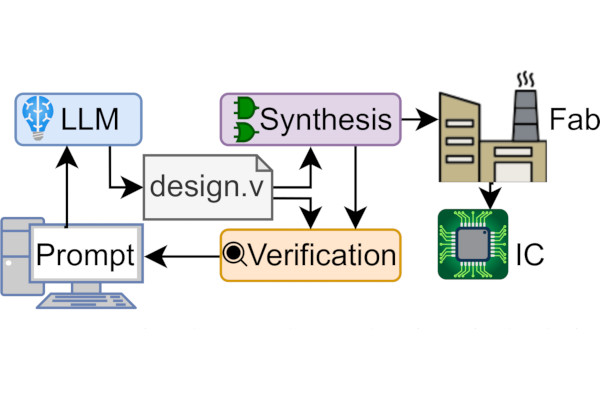 LLM
Synthesis
Fab
design.v
Prompt
Verification
IC